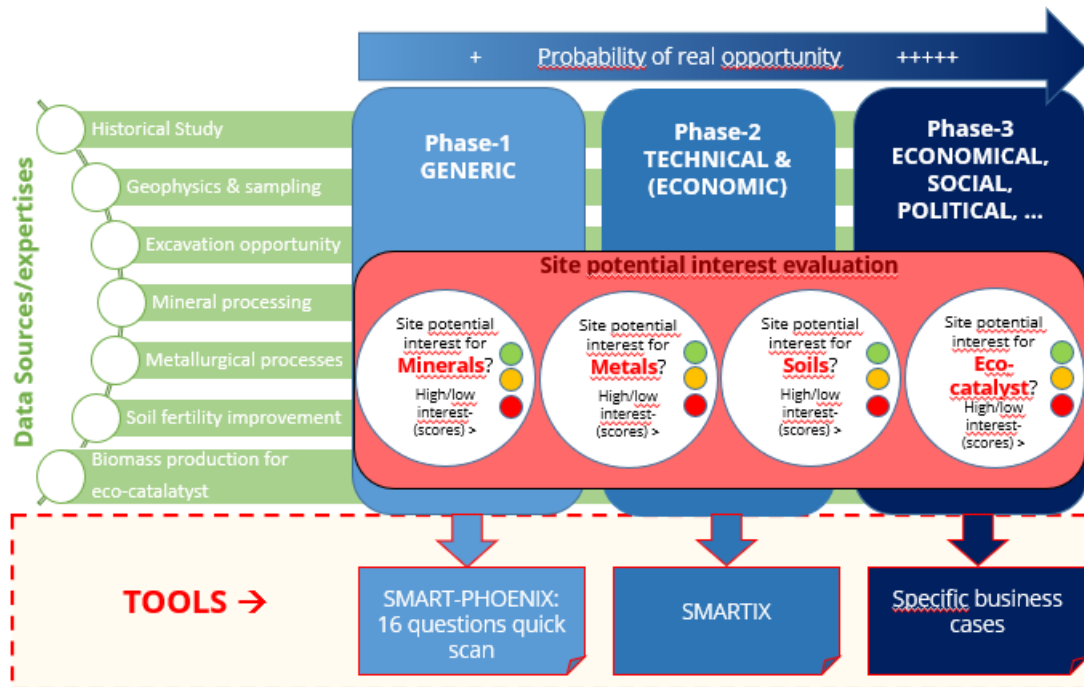 + Probability of real opportunity +++++
Data Sources/expertises
Historical Study
Geophysics & sampling
Excavation opportunity
Mineral processing
Metallurgical processes
Soil fertility improvement
Biomass production for
eco-catalatyst
Phase-1
GENERIC
Phase-2
TECHNICAL &
(ECONOMIC)
Phase-3
ECONOMICAL,
SOCIAL,
POLITICAL, ...
Site potential interest evaluation
Site potential
interest for
Minerals?
High/low
interest-
(scores) >
Site potential
interest for
Metals?
High/low
interest-
(scores) >
Site potential
interest for
Soils?
High/low
interest-
(scores) >
Site potential
interest for
Eco-
catalyst?
High/low
interest-
(scores) >
TOOLS →
SMART-PHOENIX:
16 questions quick
scan
SMARTIX
Specific business
cases